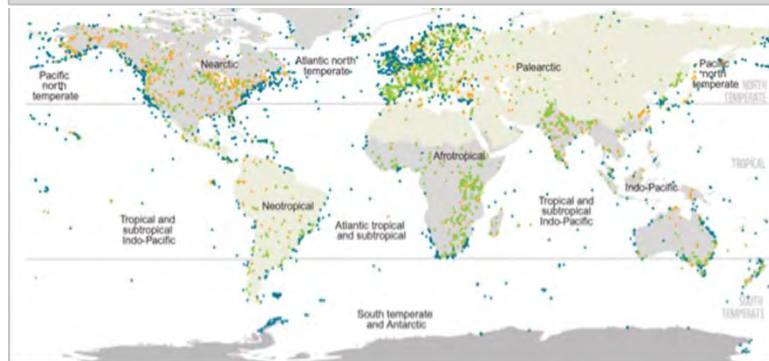 Nearctic
Atlantic north
temperate
Palearctic
Pacific
north
temperate
Pacific
north
temperate
NORTH
TEMPERATE
Afrotropical
TROPICAL
Indo-Pacific
Neotropical
Tropical and
subtropical
Indo-Pacific
Atlantic tropical
and subtropical
Tropical and
subtropical
Indo-Pacific
SOUTH
TEMPERATE
South temperate
and Antarctic